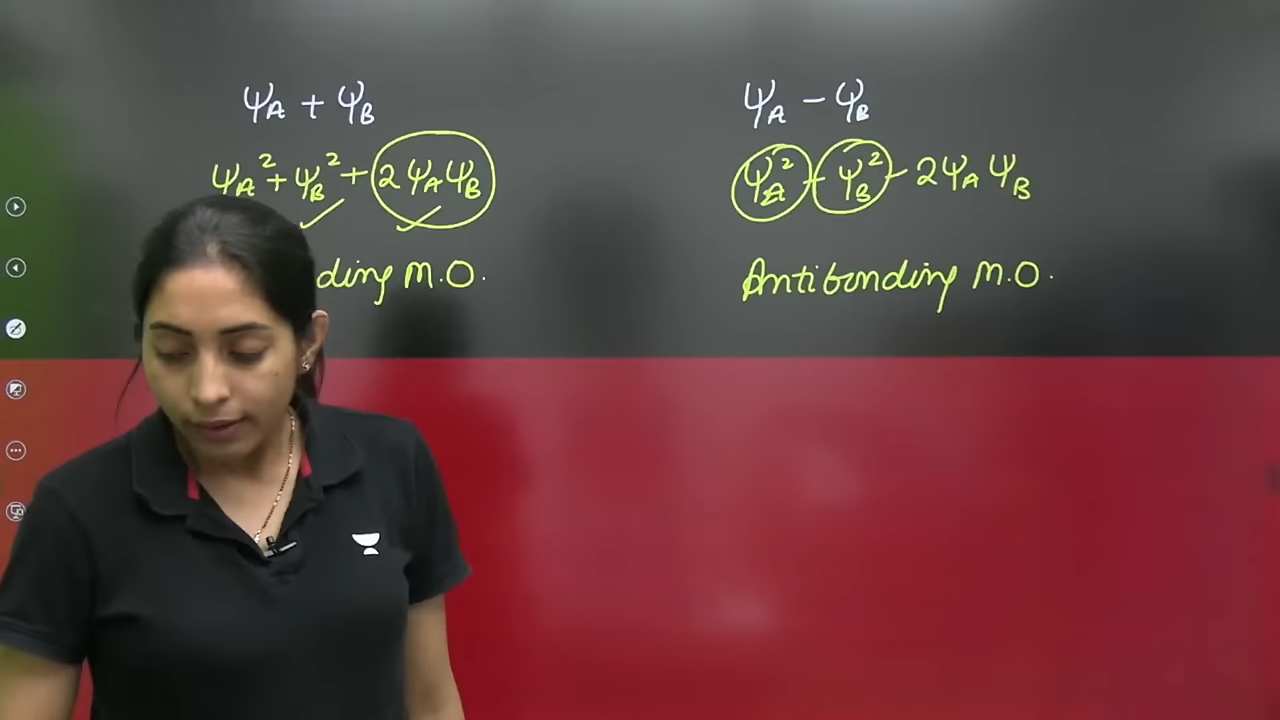 ψA + ψB
ψA² + ψB² + 2ψAψB
ding M.O.
ψA - ψB
ψA² + ψB² - 2ψAψB
Antibonding M.O.